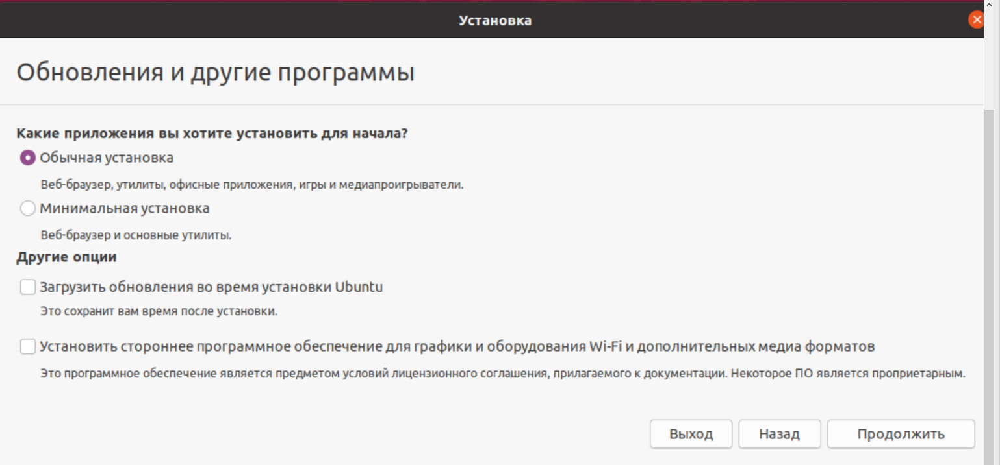 Установка
Обновления и другие программы
Какие приложения вы хотите установить для начала?
Обычная установка
Веб-браузер, утилиты, офисные приложения, игры и медиапроигрыватели.
Минимальная установка
Веб-браузер и основные утилиты.
Другие опции
Загрузить обновления во время установки Ubuntu
Это сохранит вам время после установки.
Установить стороннее программное обеспечение для графики и оборудования Wi-Fi и дополнительных медиа форматов
Это программное обеспечение является предметом условий лицензионного соглашения, прилагаемого к документации. Некоторое ПО является проприетарным.
Выход Назад Продолжить